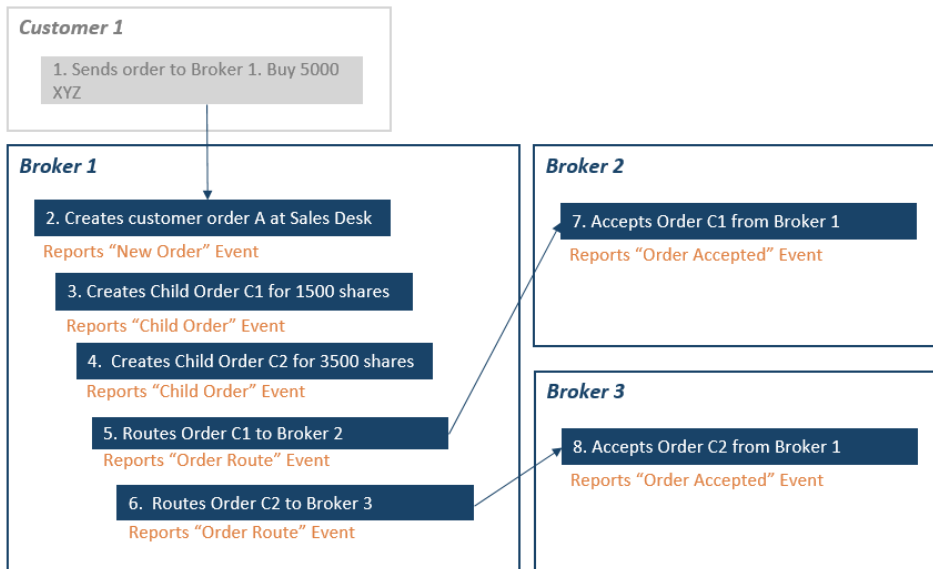 Customer 1
1. Sends order to Broker 1. Buy 5000
XYZ
Broker 1
2. Creates customer order A at Sales Desk
Reports “New Order” Event
3. Creates Child Order C1 for 1500 shares
Reports “Child Order” Event
4. Creates Child Order C2 for 3500 shares
Reports “Child Order” Event
5. Routes Order C1 to Broker 2
Reports “Order Route” Event
6. Routes Order C2 to Broker 3
Reports “Order Route” Event
Broker 2
7. Accepts Order C1 from Broker 1
Reports “Order Accepted” Event
Broker 3
8. Accepts Order C2 from Broker 1
Reports “Order Accepted” Event